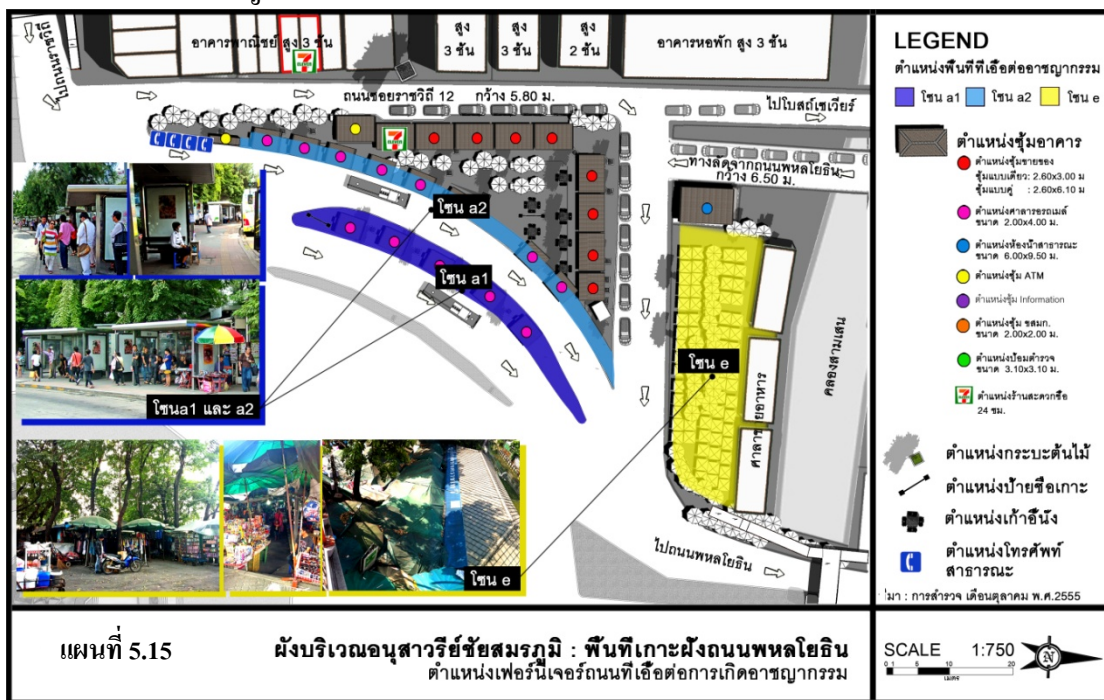 ไปถนนพญาไท
อาคารพาณิชย์ สูง 3 ชั้น
สูง
3 ชั้น
สูง
3 ชั้น
สูง
2 ชั้น
อาคารหอพัก สูง 3 ชั้น
ถนนซอยราชวิถี 12 กว้าง 5.80 ม.
ไปโบสถ์เซเวียร์
ทางลัดจากถนนพหลโยธิน
กว้าง 6.50 ม.
โซน a2
โซน a1
โซน e
ศาลาขายอาหาร
คลองสามเสน
โซนa1 และ a2
โซน e
ไปถนนพหลโยธิน
LEGEND
ตำแหน่งพื้นที่ที่เอื้อต่ออาชญากรรม
โซน a1 โซน a2 โซน e
ตำแหน่งซุ้มอาคาร
ตำแหน่งซุ้มขายของ
ซุ้มแบบเดี่ยว: 2.60x3.00 ม
ซุ้มแบบคู่ : 2.60x6.10 ม
ตำแหน่งศาลารอรถเมล์
ขนาด 2.00x4.00 ม.
ตำแหน่งห้องน้ำสาธารณะ
ขนาด 6.00x9.50 ม.
ตำแหน่งซุ้ม ATM
ตำแหน่งซุ้ม Information
ตำแหน่งซุ้ม ขสมก.
ขนาด 2.00x2.00 ม.
ตำแหน่งป้อมตำรวจ
ขนาด 3.10x3.10 ม.
ตำแหน่งร้านสะดวกซื้อ
24 ชม.
ตำแหน่งกระบะต้นไม้
ตำแหน่งป้ายชื่อเกาะ
ตำแหน่งเก้าอี้นั่ง
ตำแหน่งโทรศัพท์
สาธารณะ
ที่มา : การสำรวจ เดือนตุลาคม พ.ศ.2555
แผนที่ 5.15
ผังบริเวณอนุสาวรีย์ชัยสมรภูมิ : พื้นที่เกาะฝั่งถนนพหลโยธิน
ตำแหน่งเฟอร์นิเจอร์ถนนที่เอื้อต่อการเกิดอาชญากรรม
SCALE 1:750
0 1 5 10 20
เมตร
N